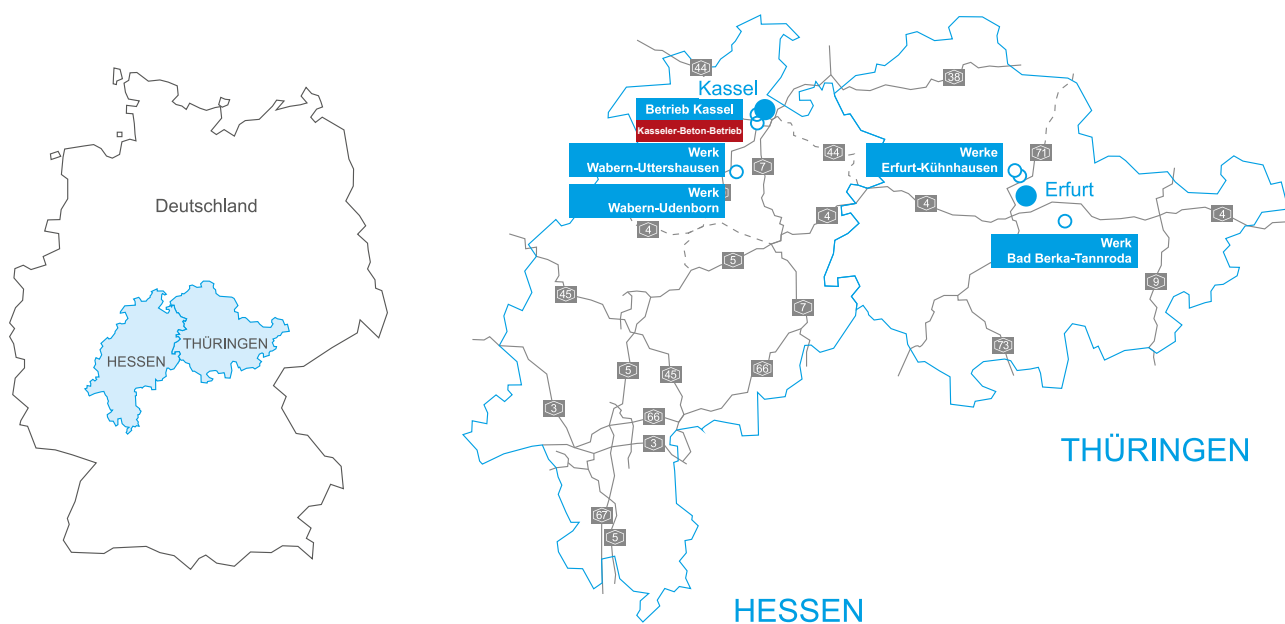 Deutschland
HESSEN
THÜRINGEN
44
Kassel
Betrieb Kassel
Kasseler-Beton-Betrieb
Werk
Wabern-Uttershausen
Werk
Wabern-Udenborn
38
44
7
71
Werke
Erfurt-Kühnhausen
Erfurt
4
4
4
4
Werk
Bad Berka-Tannroda
5
9
45
7
73
5
45
66
3
66
3
67
5
THÜRINGEN
HESSEN